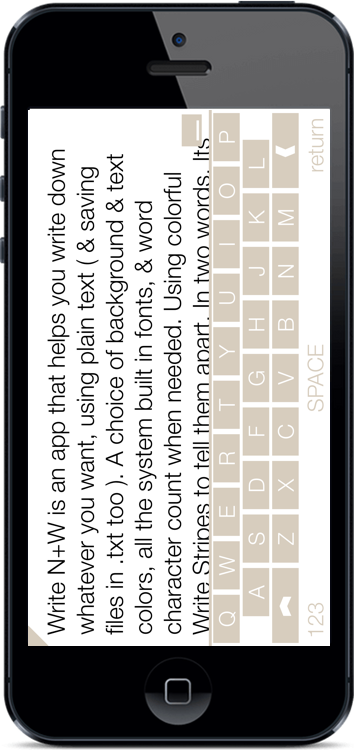 Write N+W is an app that helps you write down
whatever you want, using plain text ( & saving
files in .txt too ). A choice of background & text
colors, all the system built in fonts, & word
character count when needed. Using colorful
Write Stripes to tell them apart. In two words. Its
Q W E R T Y U I O P
A S D F G H J K L
Z X C V B N M
123 SPACE return